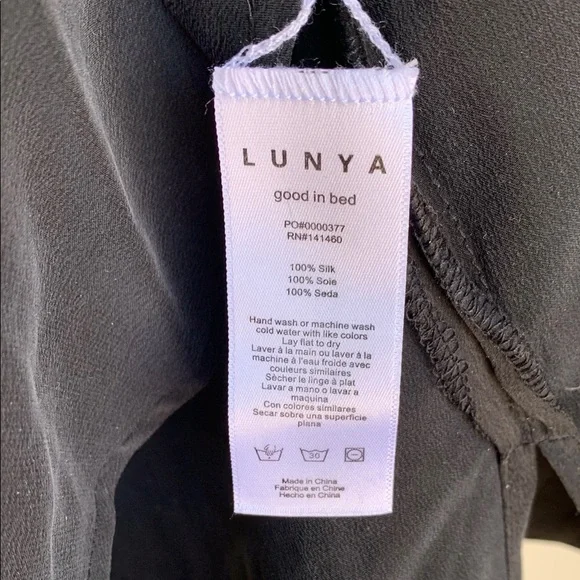 LUNYA
good in bed
PO#0000377
RN#141460
100% Silk
100% Soie
100% Seda
Hand wash or machine wash
cold water with like colors
Lay flat to dry
Laver à la main ou laver à la
machine à l'eau froide avec
couleurs similaires
Sècher le linge à plat
Lavar a mano o lavar a
maquina
Con colores similares
Secar sobre una superficie
plana
30
Made in China
Fabrique en Chine
Hecho en China